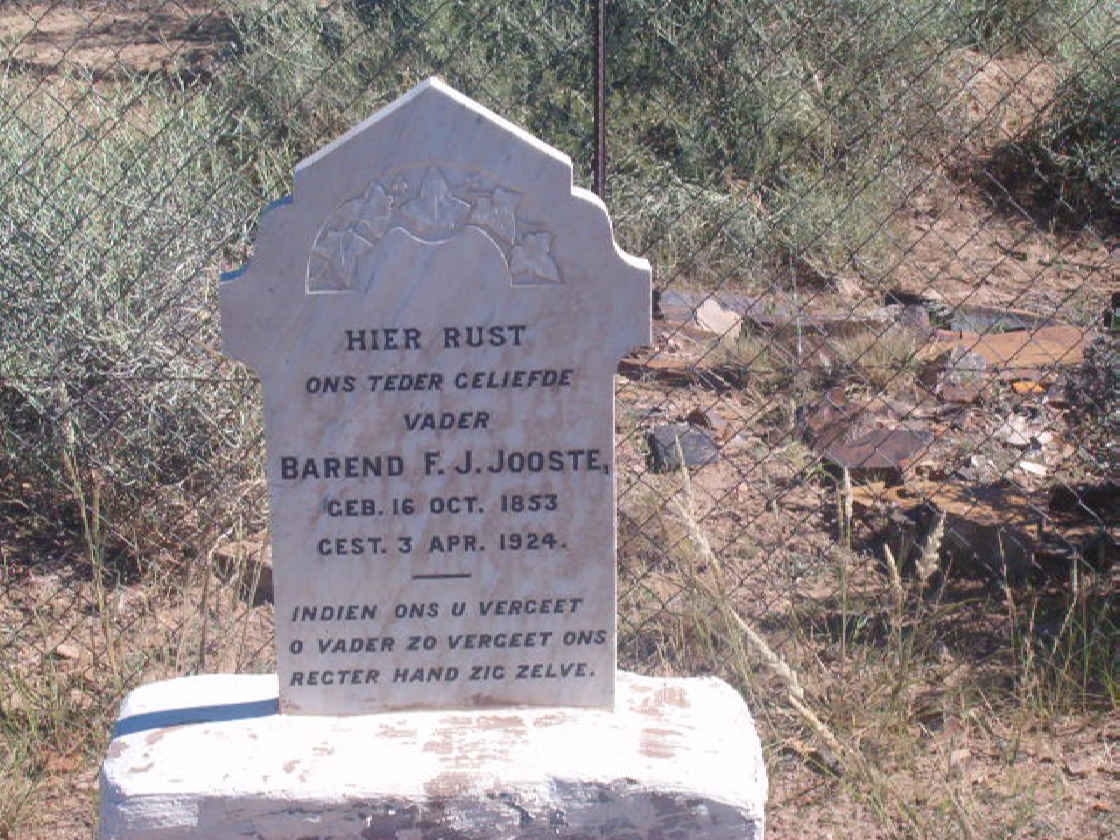 HIER RUST
ONS TEDER GELIEFDE
VADER
BAREND F. J. JOOSTE,
GEB. 16 OCT. 1853
GEST. 3 APR. 1924.
INDIEN ONS U VERGEET
O VADER ZO VERGEET ONS
RECTER HAND ZIG ZELVE.